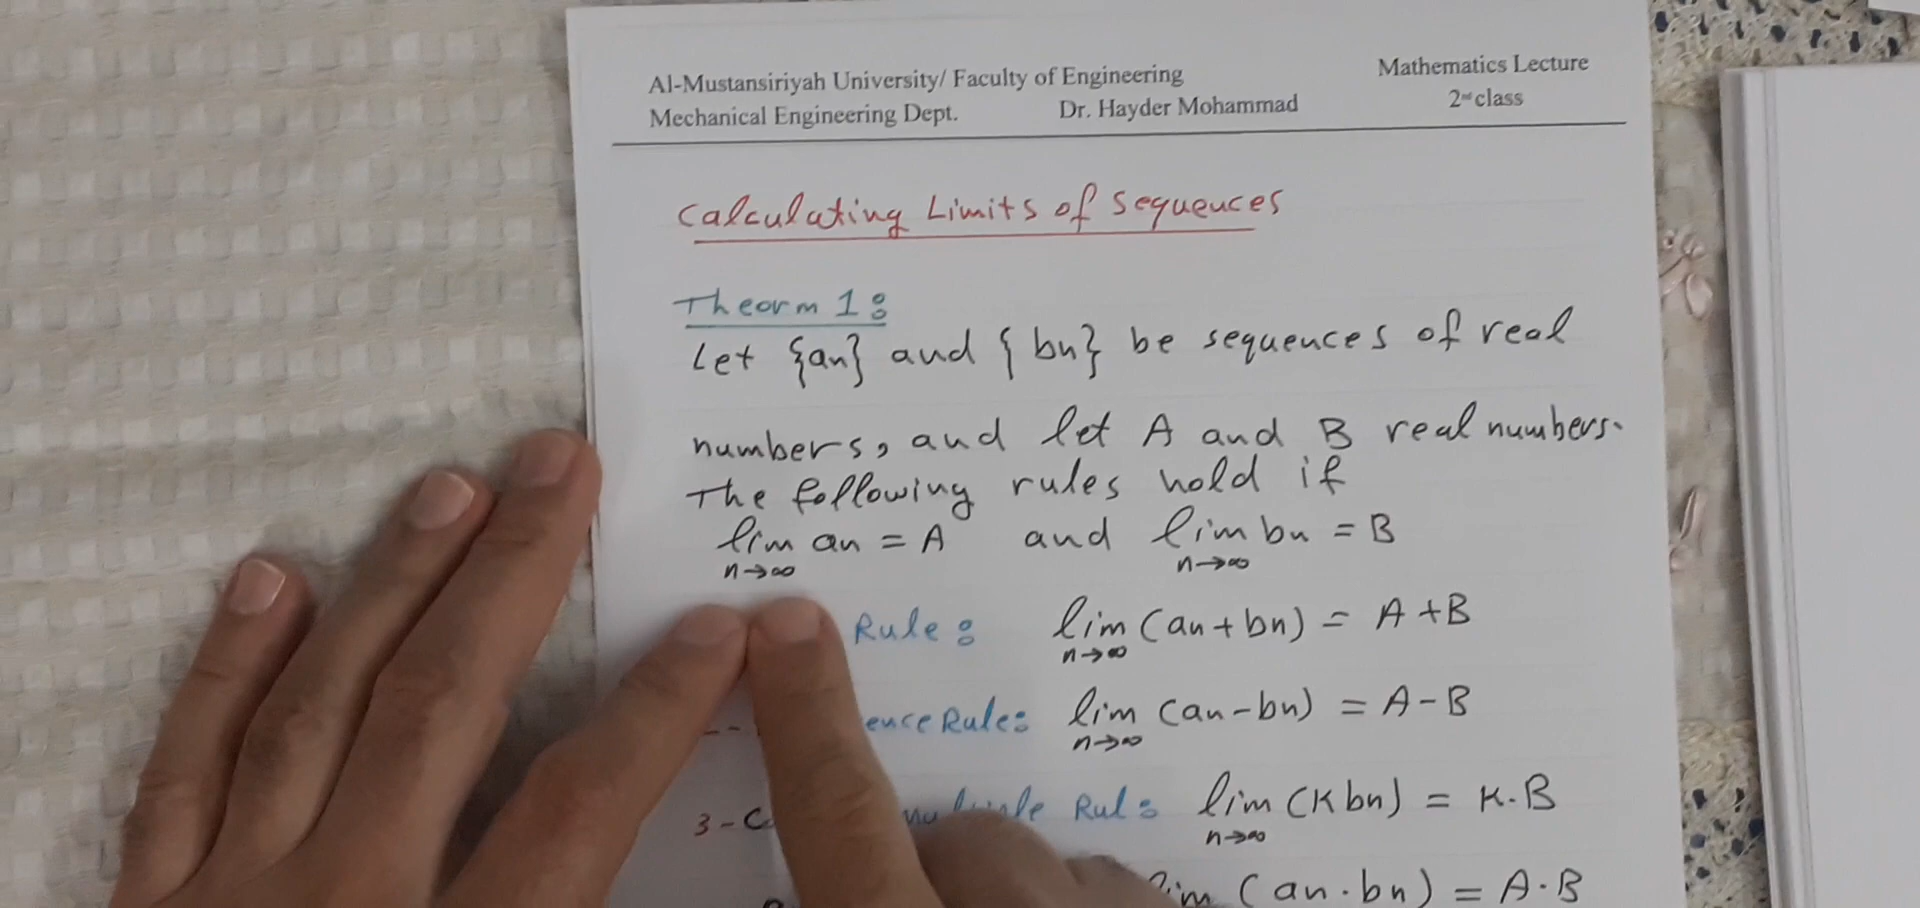 Al-Mustansiriyah University/ Faculty of Engineering
Mathematics Lecture
Mechanical Engineering Dept. Dr. Hayder Mohammad
2nd class
Calculating Limits of Sequences
Theorm 1:
Let {an} and {bn} be sequences of real
numbers, and let A and B real numbers.
The following rules hold if
lim an = A and lim bn = B
n→∞ n→∞
Rule: lim (an + bn) = A + B
n→∞
ence Rule: lim (an - bn) = A - B
n→∞
3- Rul: lim (K bn) = K.B
n→∞
(an . bn) = A.B